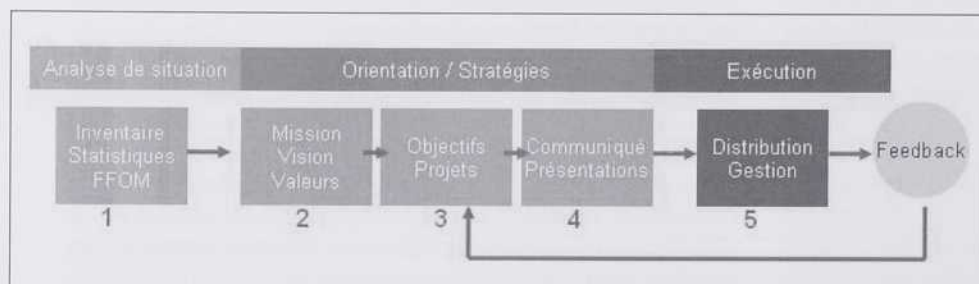 Analyse de situation
Orientation / Stratégies
Exécution
Inventaire
Statistiques
FFOM
Mission
Vision
Valeurs
Objectifs
Projets
Communiqué
Présentations
Distribution
Gestion
Feedback
1
2
3
4
5